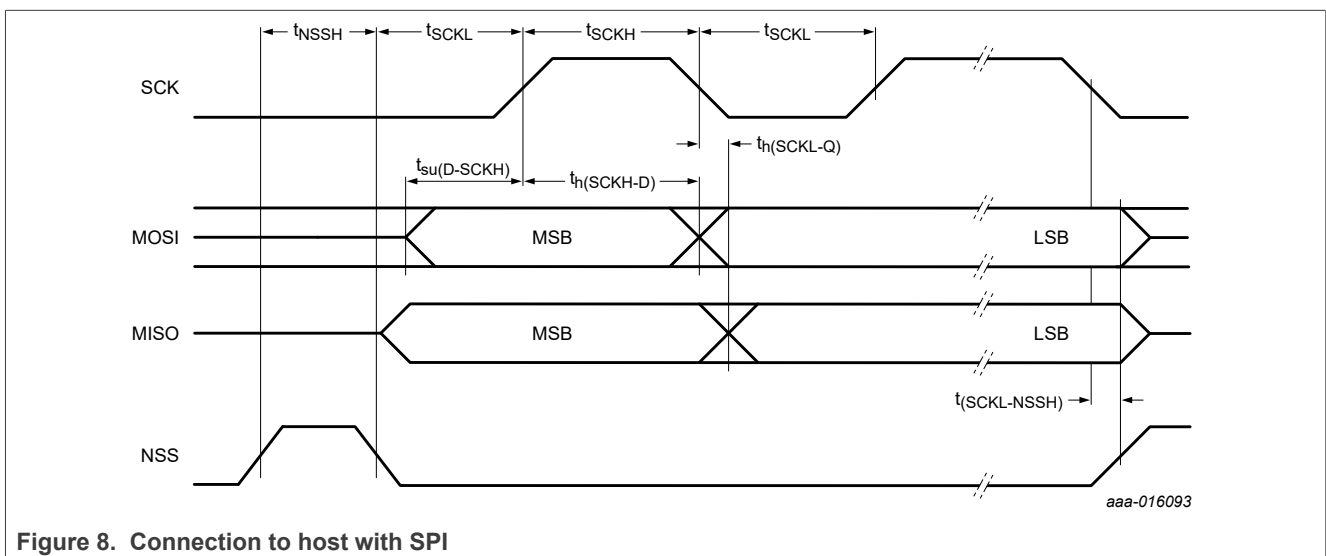 tNSSH tSCKL tSCKH tSCKL
SCK
th(SCKL-Q)
tsu(D-SCKH) th(SCKH-D)
MOSI MSB LSB
MISO MSB LSB
t(SCKL-NSSH)
NSS
aaa-016093
Figure 8. Connection to host with SPI